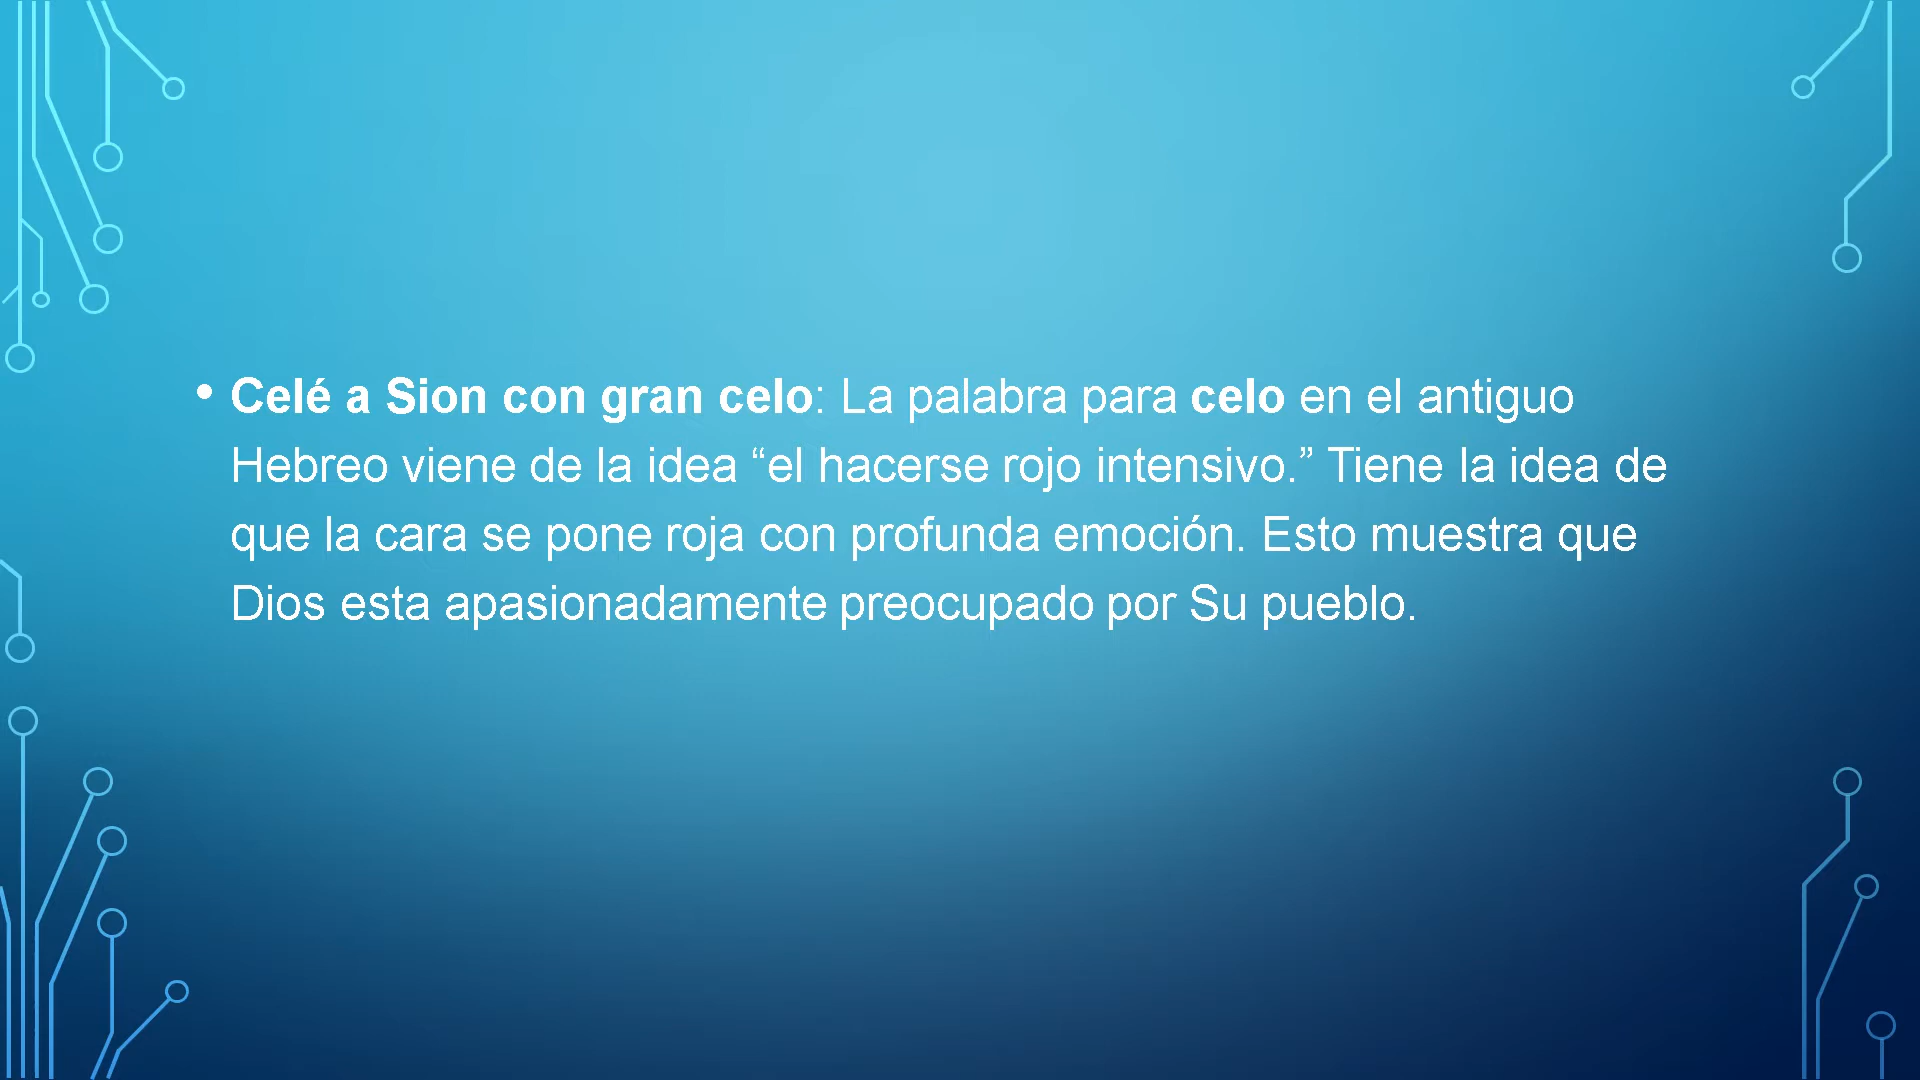 • Celé a Sion con gran celo: La palabra para celo en el antiguo
Hebreo viene de la idea “el hacerse rojo intensivo.” Tiene la idea de
que la cara se pone roja con profunda emoción. Esto muestra que
Dios esta apasionadamente preocupado por Su pueblo.